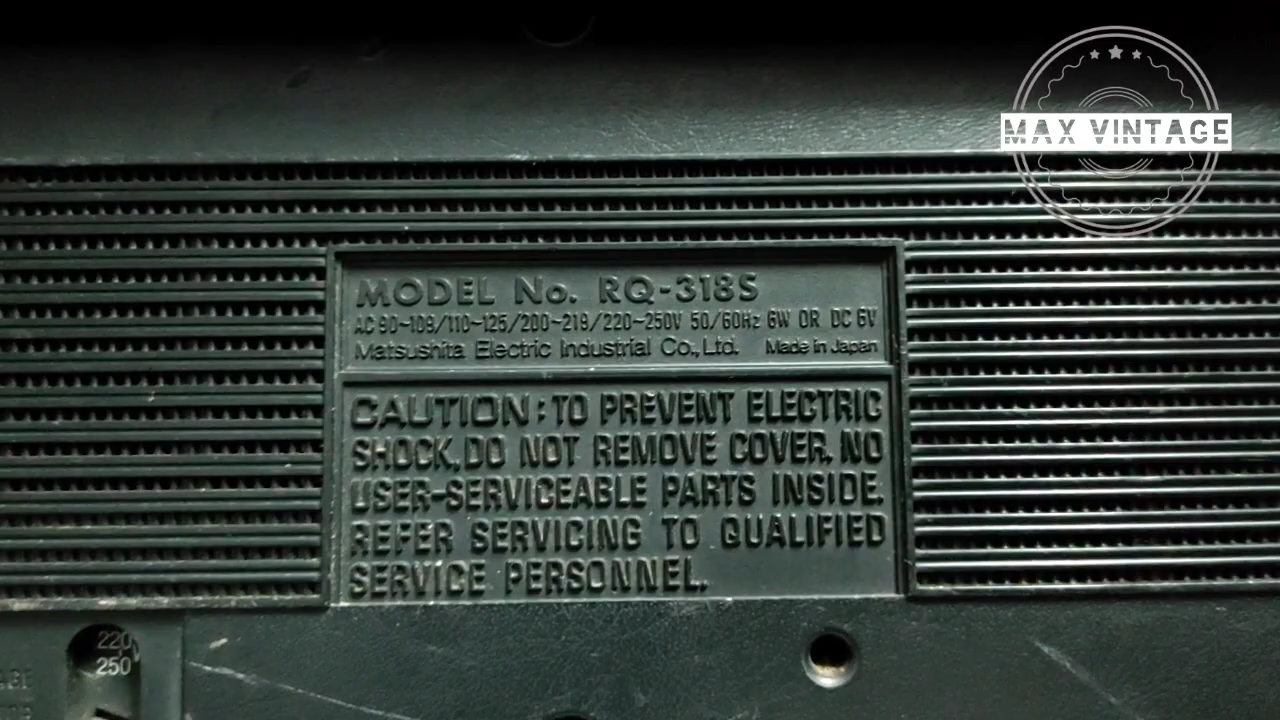 MAX VINTAGE
MODEL No. RQ-318S
AC 90~109/110~125/200~219/220~250V 50/60Hz 6W OR DC 6V
Matsushita Electric Industrial Co., Ltd. Made in Japan
CAUTION: TO PREVENT ELECTRIC
SHOCK, DO NOT REMOVE COVER. NO
USER-SERVICEABLE PARTS INSIDE.
REFER SERVICING TO QUALIFIED
SERVICE PERSONNEL.
220
250